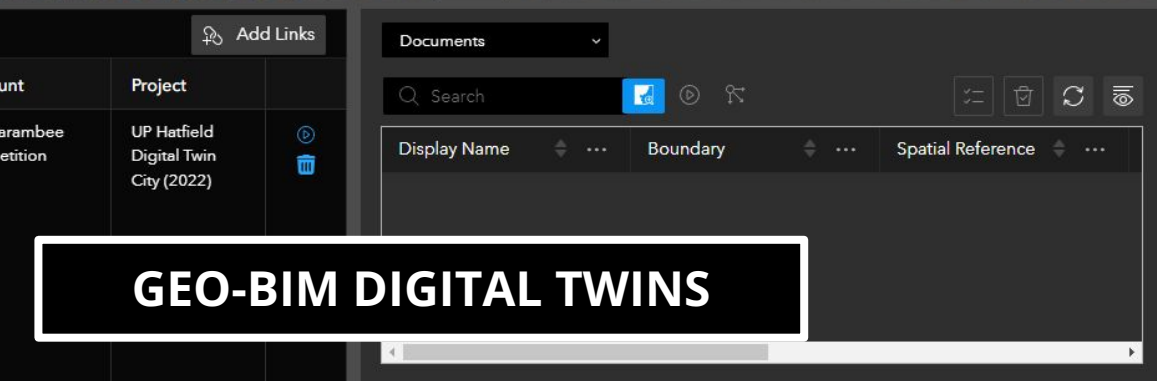 Add Links
unt
Project
arambee
etition
UP Hatfield
Digital Twin
City (2022)
Documents
Search
Display Name
Boundary
Spatial Reference
GEO-BIM DIGITAL TWINS